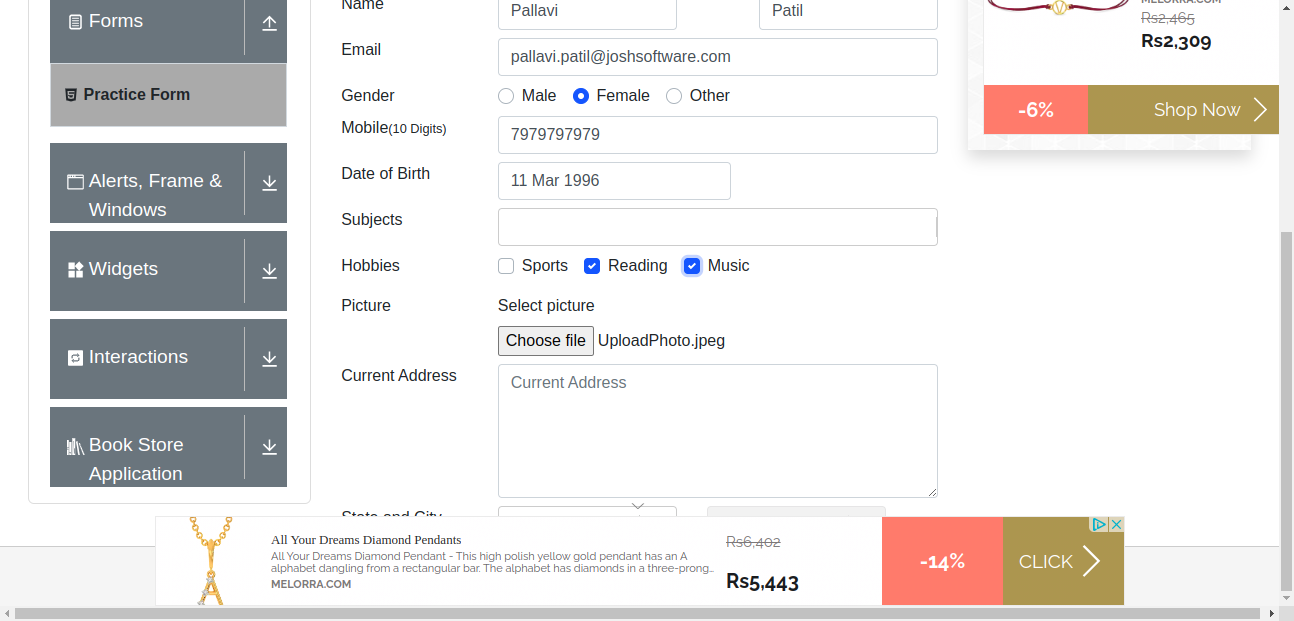 Forms
Practice Form
Alerts, Frame &
Windows
Widgets
Interactions
Book Store
Application
Name
Pallavi
Patil
Email
pallavi.patil@joshsoftware.com
Gender
Male
Female
Other
Mobile(10 Digits)
7979797979
Date of Birth
11 Mar 1996
Subjects
Hobbies
Sports
Reading
Music
Picture
Select picture
Choose file UploadPhoto.jpeg
Current Address
Current Address
State and City
MELORRA.COM
Rs2,465
Rs2,309
-6%
Shop Now
All Your Dreams Diamond Pendants
All Your Dreams Diamond Pendant - This high polish yellow gold pendant has an A
alphabet dangling from a rectangular bar. The alphabet has diamonds in a three-prong...
MELORRA.COM
Rs6,402
Rs5,443
-14%
CLICK